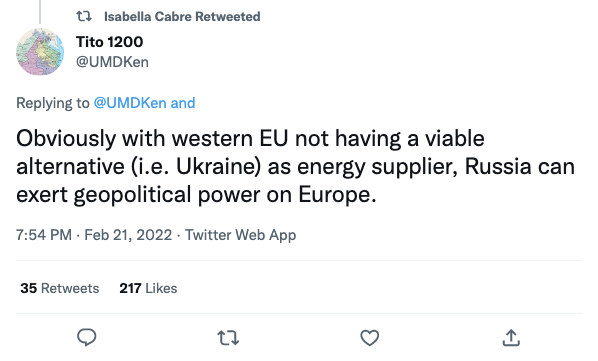 Isabella Cabre Retweeted
Tito 1200
@UMDKen
Replying to @UMDKen and
Obviously with western EU not having a viable
alternative (i.e. Ukraine) as energy supplier, Russia can
exert geopolitical power on Europe.
7:54 PM · Feb 21, 2022 · Twitter Web App
35 Retweets 217 Likes